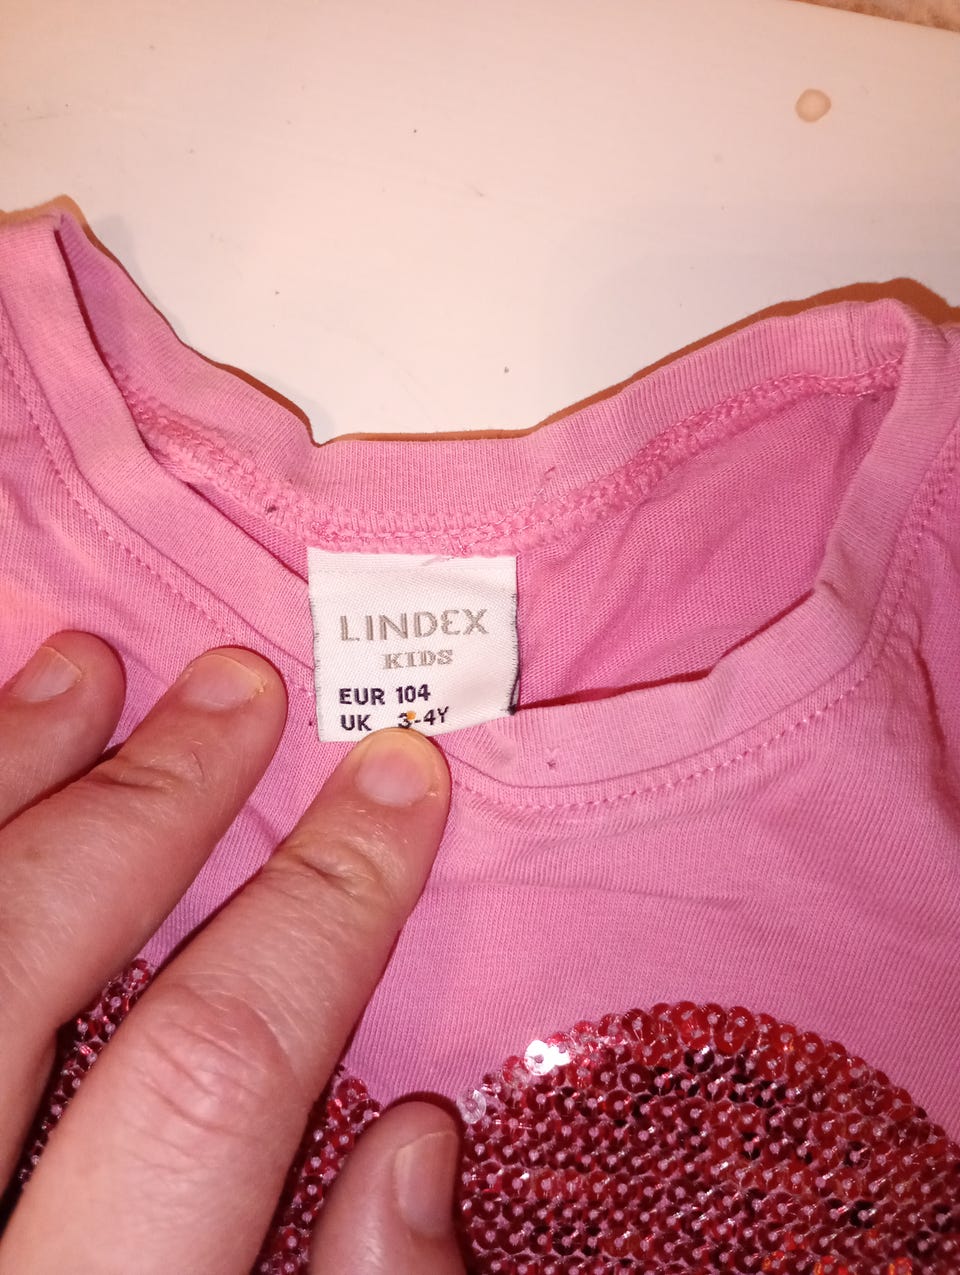 LINDEX
KIDS
EUR 104
UK 3-4Y